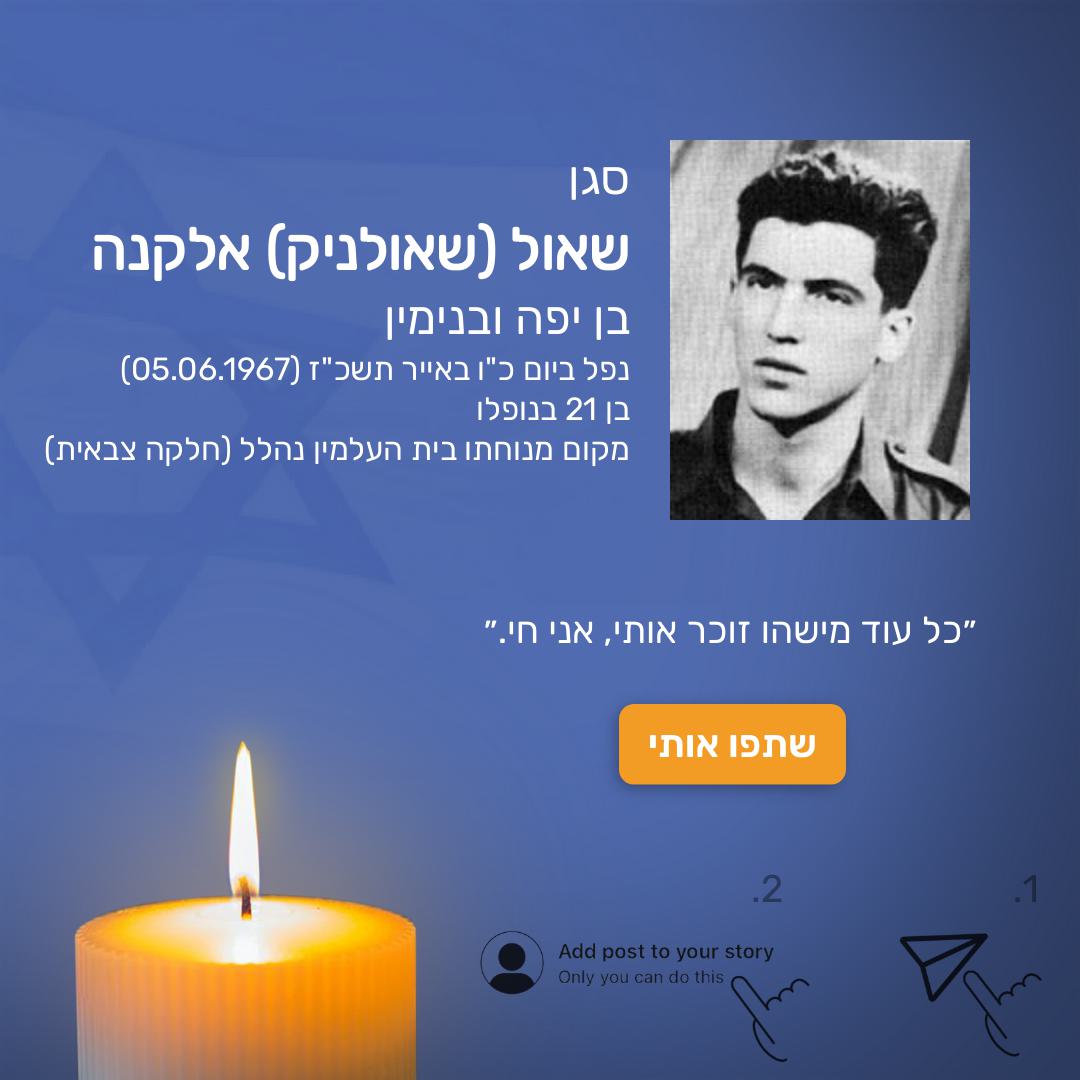 סגן
שאול (שאולניק) אלקנה
בן יפה ובנימין
נפל ביום כ"ו באייר תשכ"ז (05.06.1967)
בן 21 בנופלו
מקום מנוחתו בית העלמין נהלל (חלקה צבאית)
״כל עוד מישהו זוכר אותי, אני חי.״
שתפו אותי
1.
2.
Add post to your story
Only you can do this